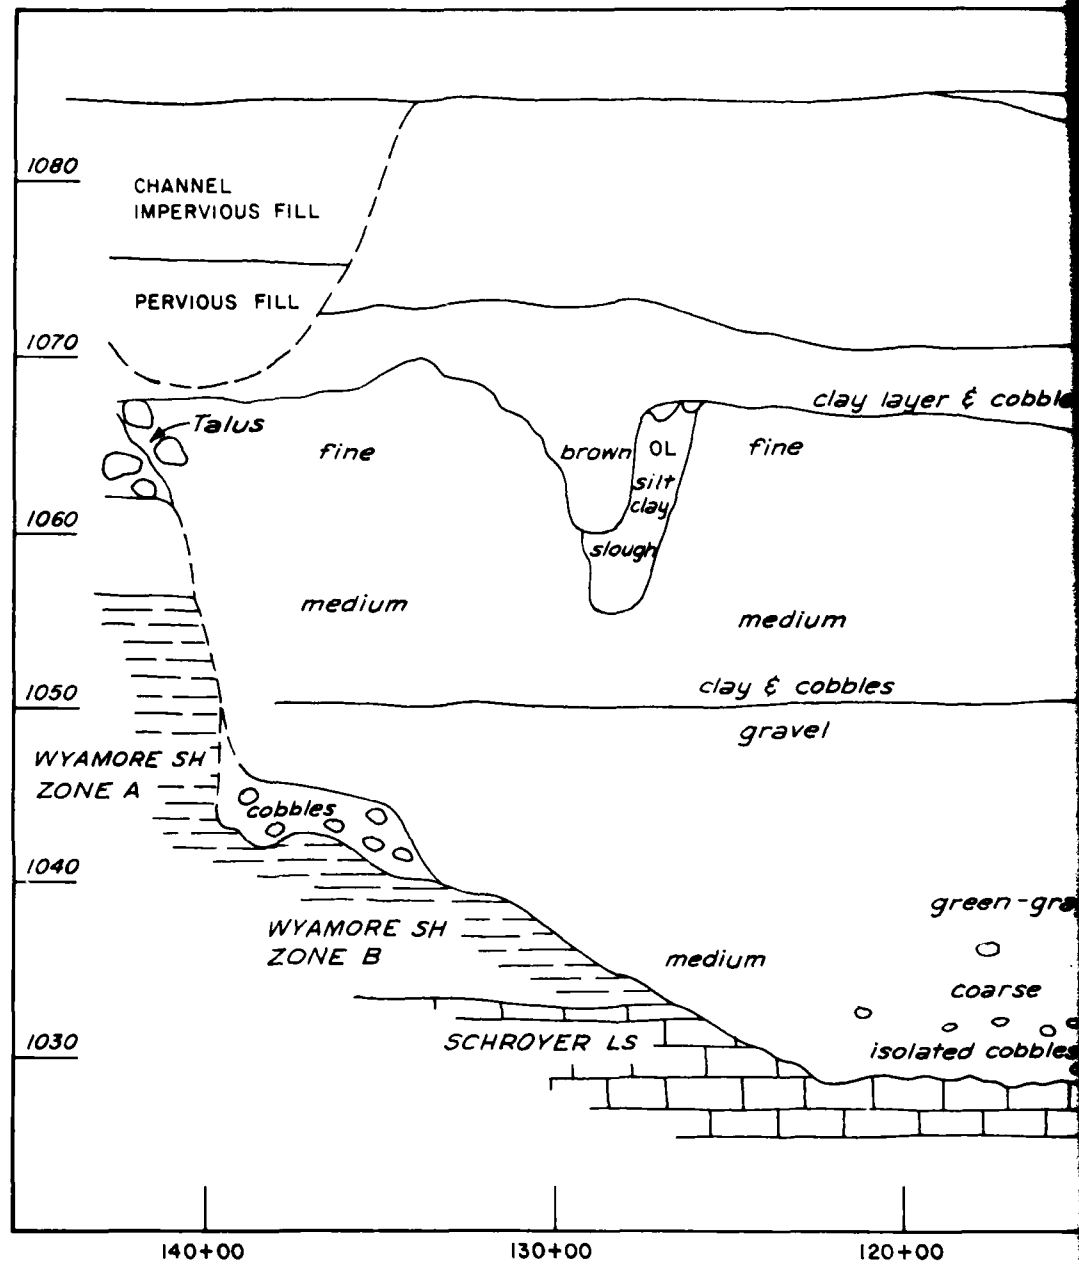 1080
CHANNEL
IMPERVIOUS FILL
PERVIOUS FILL
1070
clay layer & cobble
Talus
fine
brown
OL
fine
silt
clay
1060
slough
medium
medium
1050
clay & cobbles
gravel
WYAMORE SH
ZONE A
cobbles
1040
green-gra
WYAMORE SH
ZONE B
medium
coarse
1030
SCHROYER LS
isolated cobbles
140+00
130+00
120+00